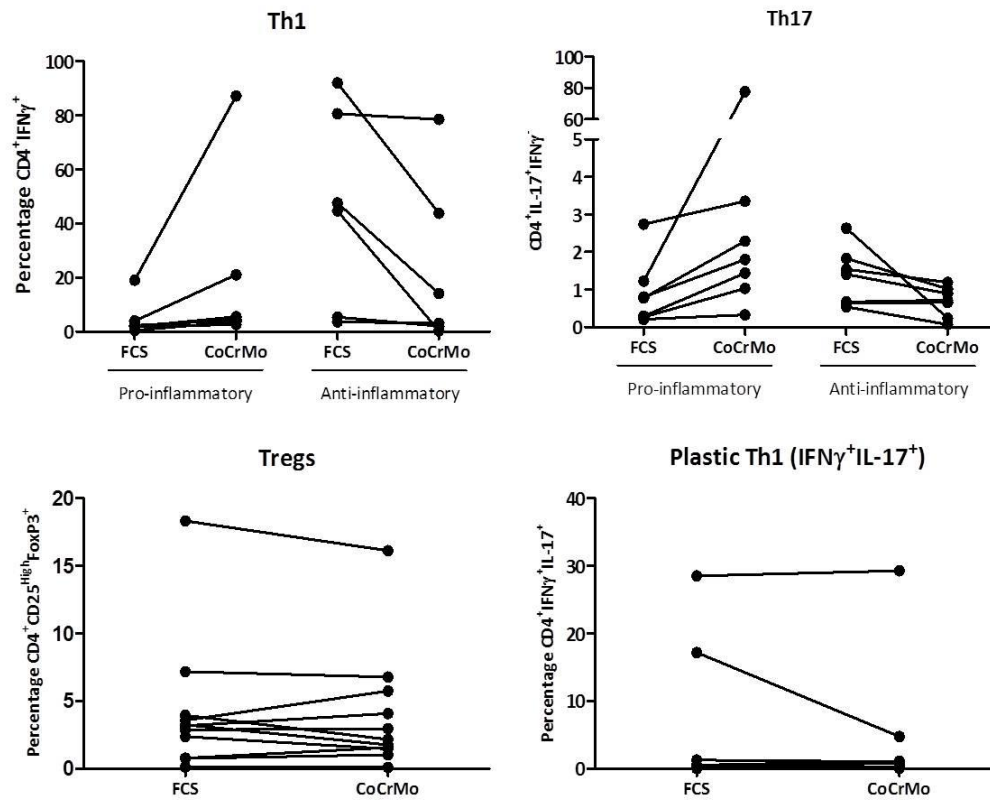 Th1
Percentage CD4⁺IFNγ⁺
100
80
60
40
20
0
FCS CoCrMo FCS CoCrMo
Pro-inflammatory Anti-inflammatory
Th17
CD4⁺IL-17⁺IFNγ⁻
100
80
60
5
4
3
2
1
0
FCS CoCrMo FCS CoCrMo
Pro-inflammatory Anti-inflammatory
Tregs
Percentage CD4⁺CD25ᴴⁱᵍʰFoxP3⁺
20
15
10
5
0
FCS CoCrMo
Plastic Th1 (IFNγ⁺IL-17⁺)
Percentage CD4⁺IFNγ⁺IL-17⁺
40
30
20
10
0
FCS CoCrMo